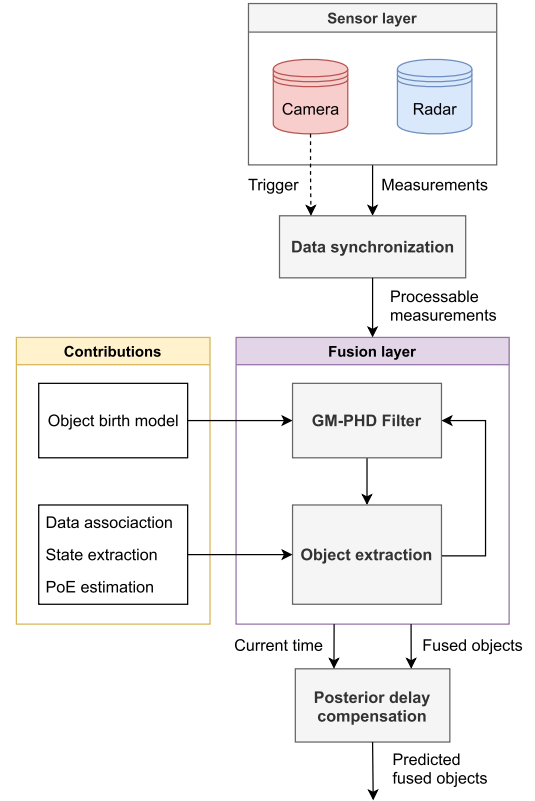 Sensor layer
Camera
Radar
Trigger
Measurements
Data synchronization
Processable
measurements
Contributions
Fusion layer
Object birth model
GM-PHD Filter
Data associaction
State extraction
PoE estimation
Object extraction
Current time
Fused objects
Posterior delay
compensation
Predicted
fused objects